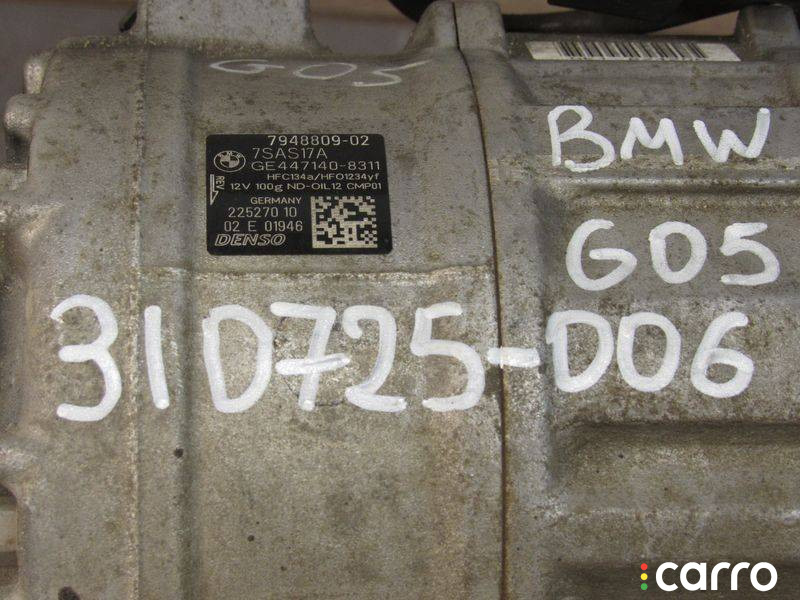 G05
7948809-02
7SAS17A
GE447140-8311
HFC134a/HFO1234yf
REV
12V 100g ND-OIL12 CMP01
GERMANY
225270 10
02 E 01946
DENSO
BMW
G05
31D725-D06
carro